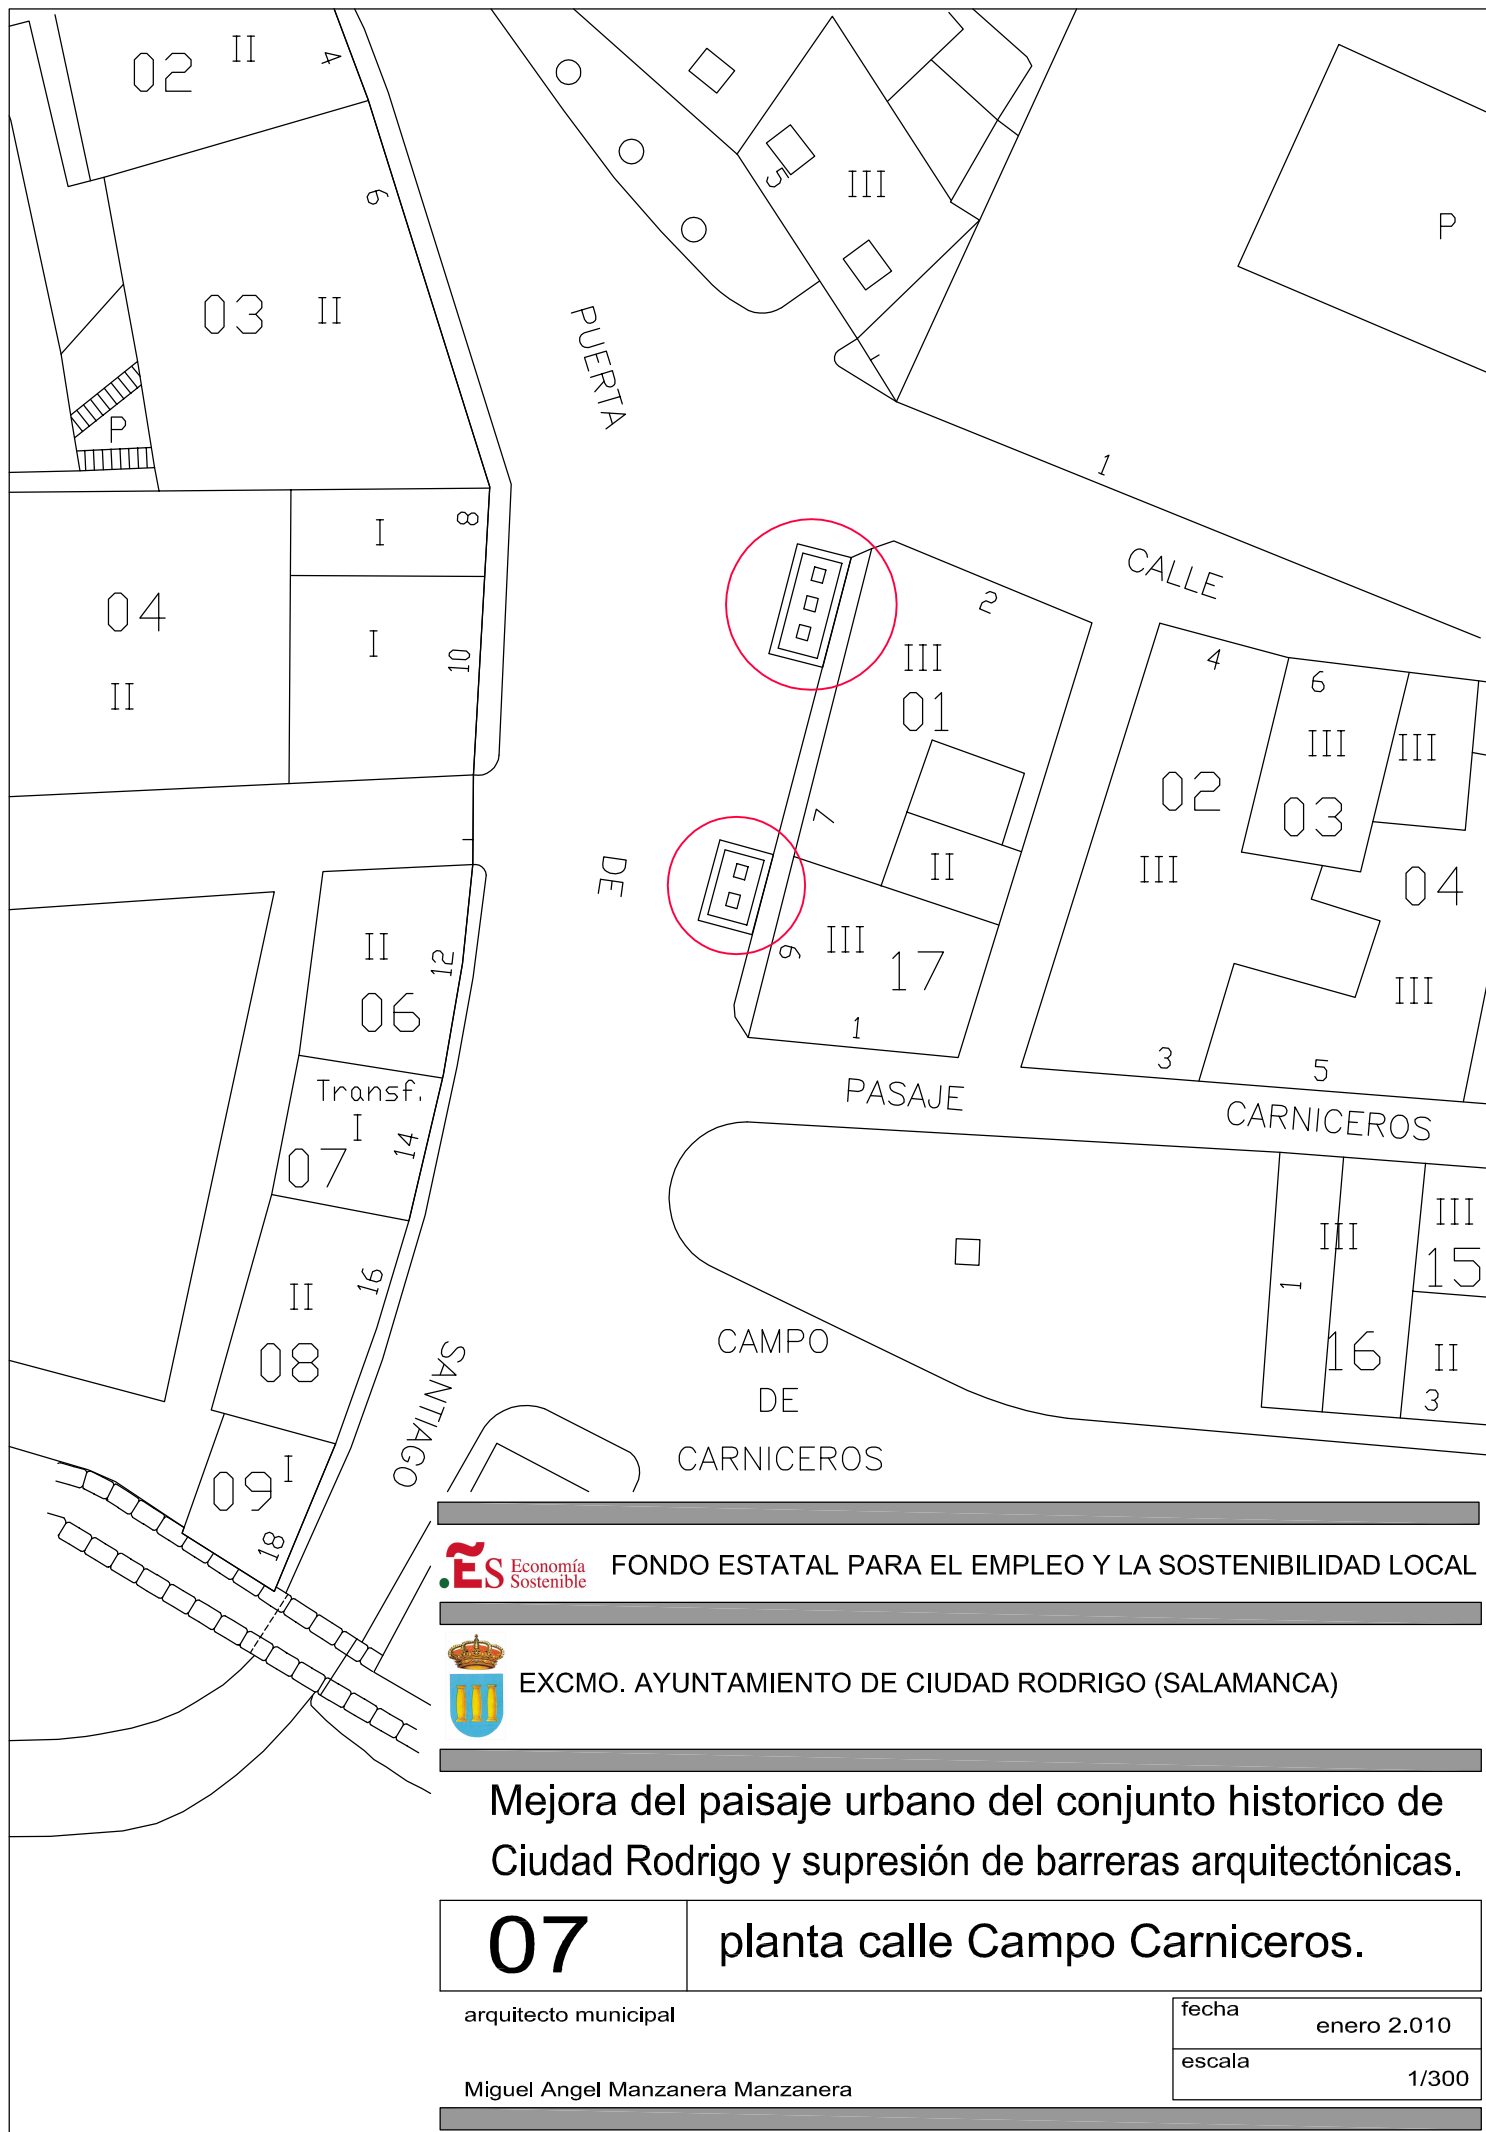 02
II
4
6
03
II
P
5
III
P
PUERTA
1
8
I
04
II
I
10
CALLE
2
III
01
4
6
III
III
02
03
III
04
III
7
II
DE
III
9
17
1
3
5
II
12
06
Transf.
I
14
07
PASAJE
CARNICEROS
II
16
08
III
1
16
III
15
II
3
SANTIAGO
CAMPO
DE
CARNICEROS
09
I
18
ES Economía
Sostenible
FONDO ESTATAL PARA EL EMPLEO Y LA SOSTENIBILIDAD LOCAL
EXCMO. AYUNTAMIENTO DE CIUDAD RODRIGO (SALAMANCA)
Mejora del paisaje urbano del conjunto historico de
Ciudad Rodrigo y supresión de barreras arquitectónicas.
07
planta calle Campo Carniceros.
arquitecto municipal
fecha
enero 2.010
escala
1/300
Miguel Angel Manzanera Manzanera